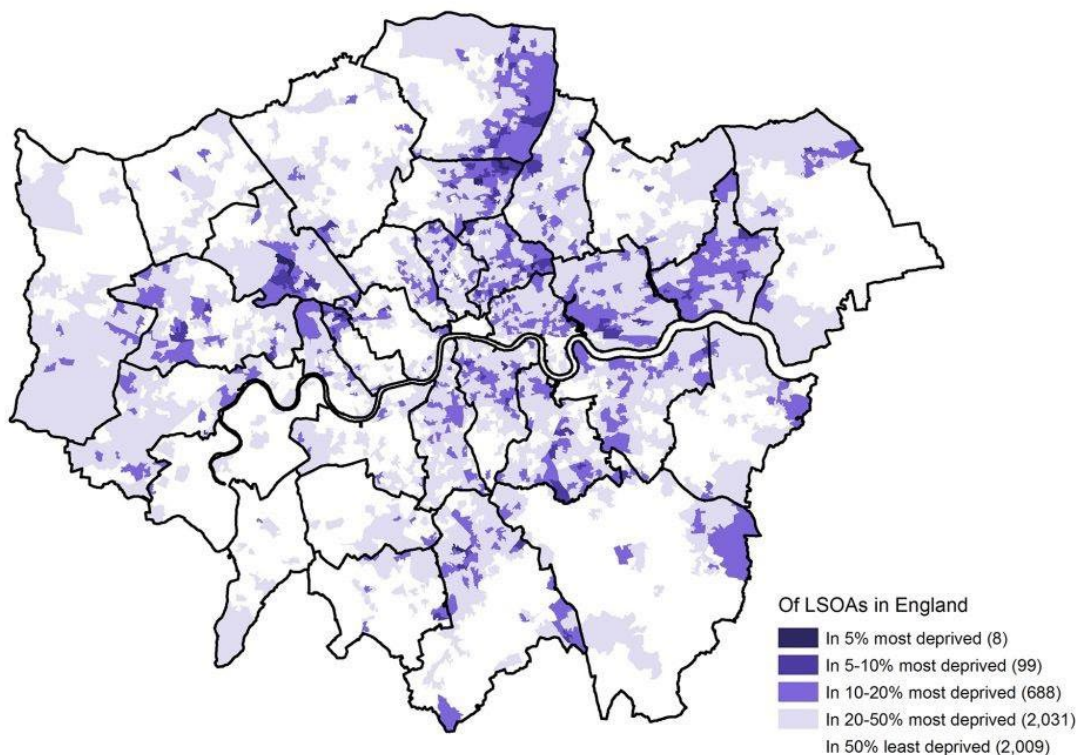 Of LSOAs in England
In 5% most deprived (8)
In 5-10% most deprived (99)
In 10-20% most deprived (688)
In 20-50% most deprived (2,031)
In 50% least deprived (2,009)